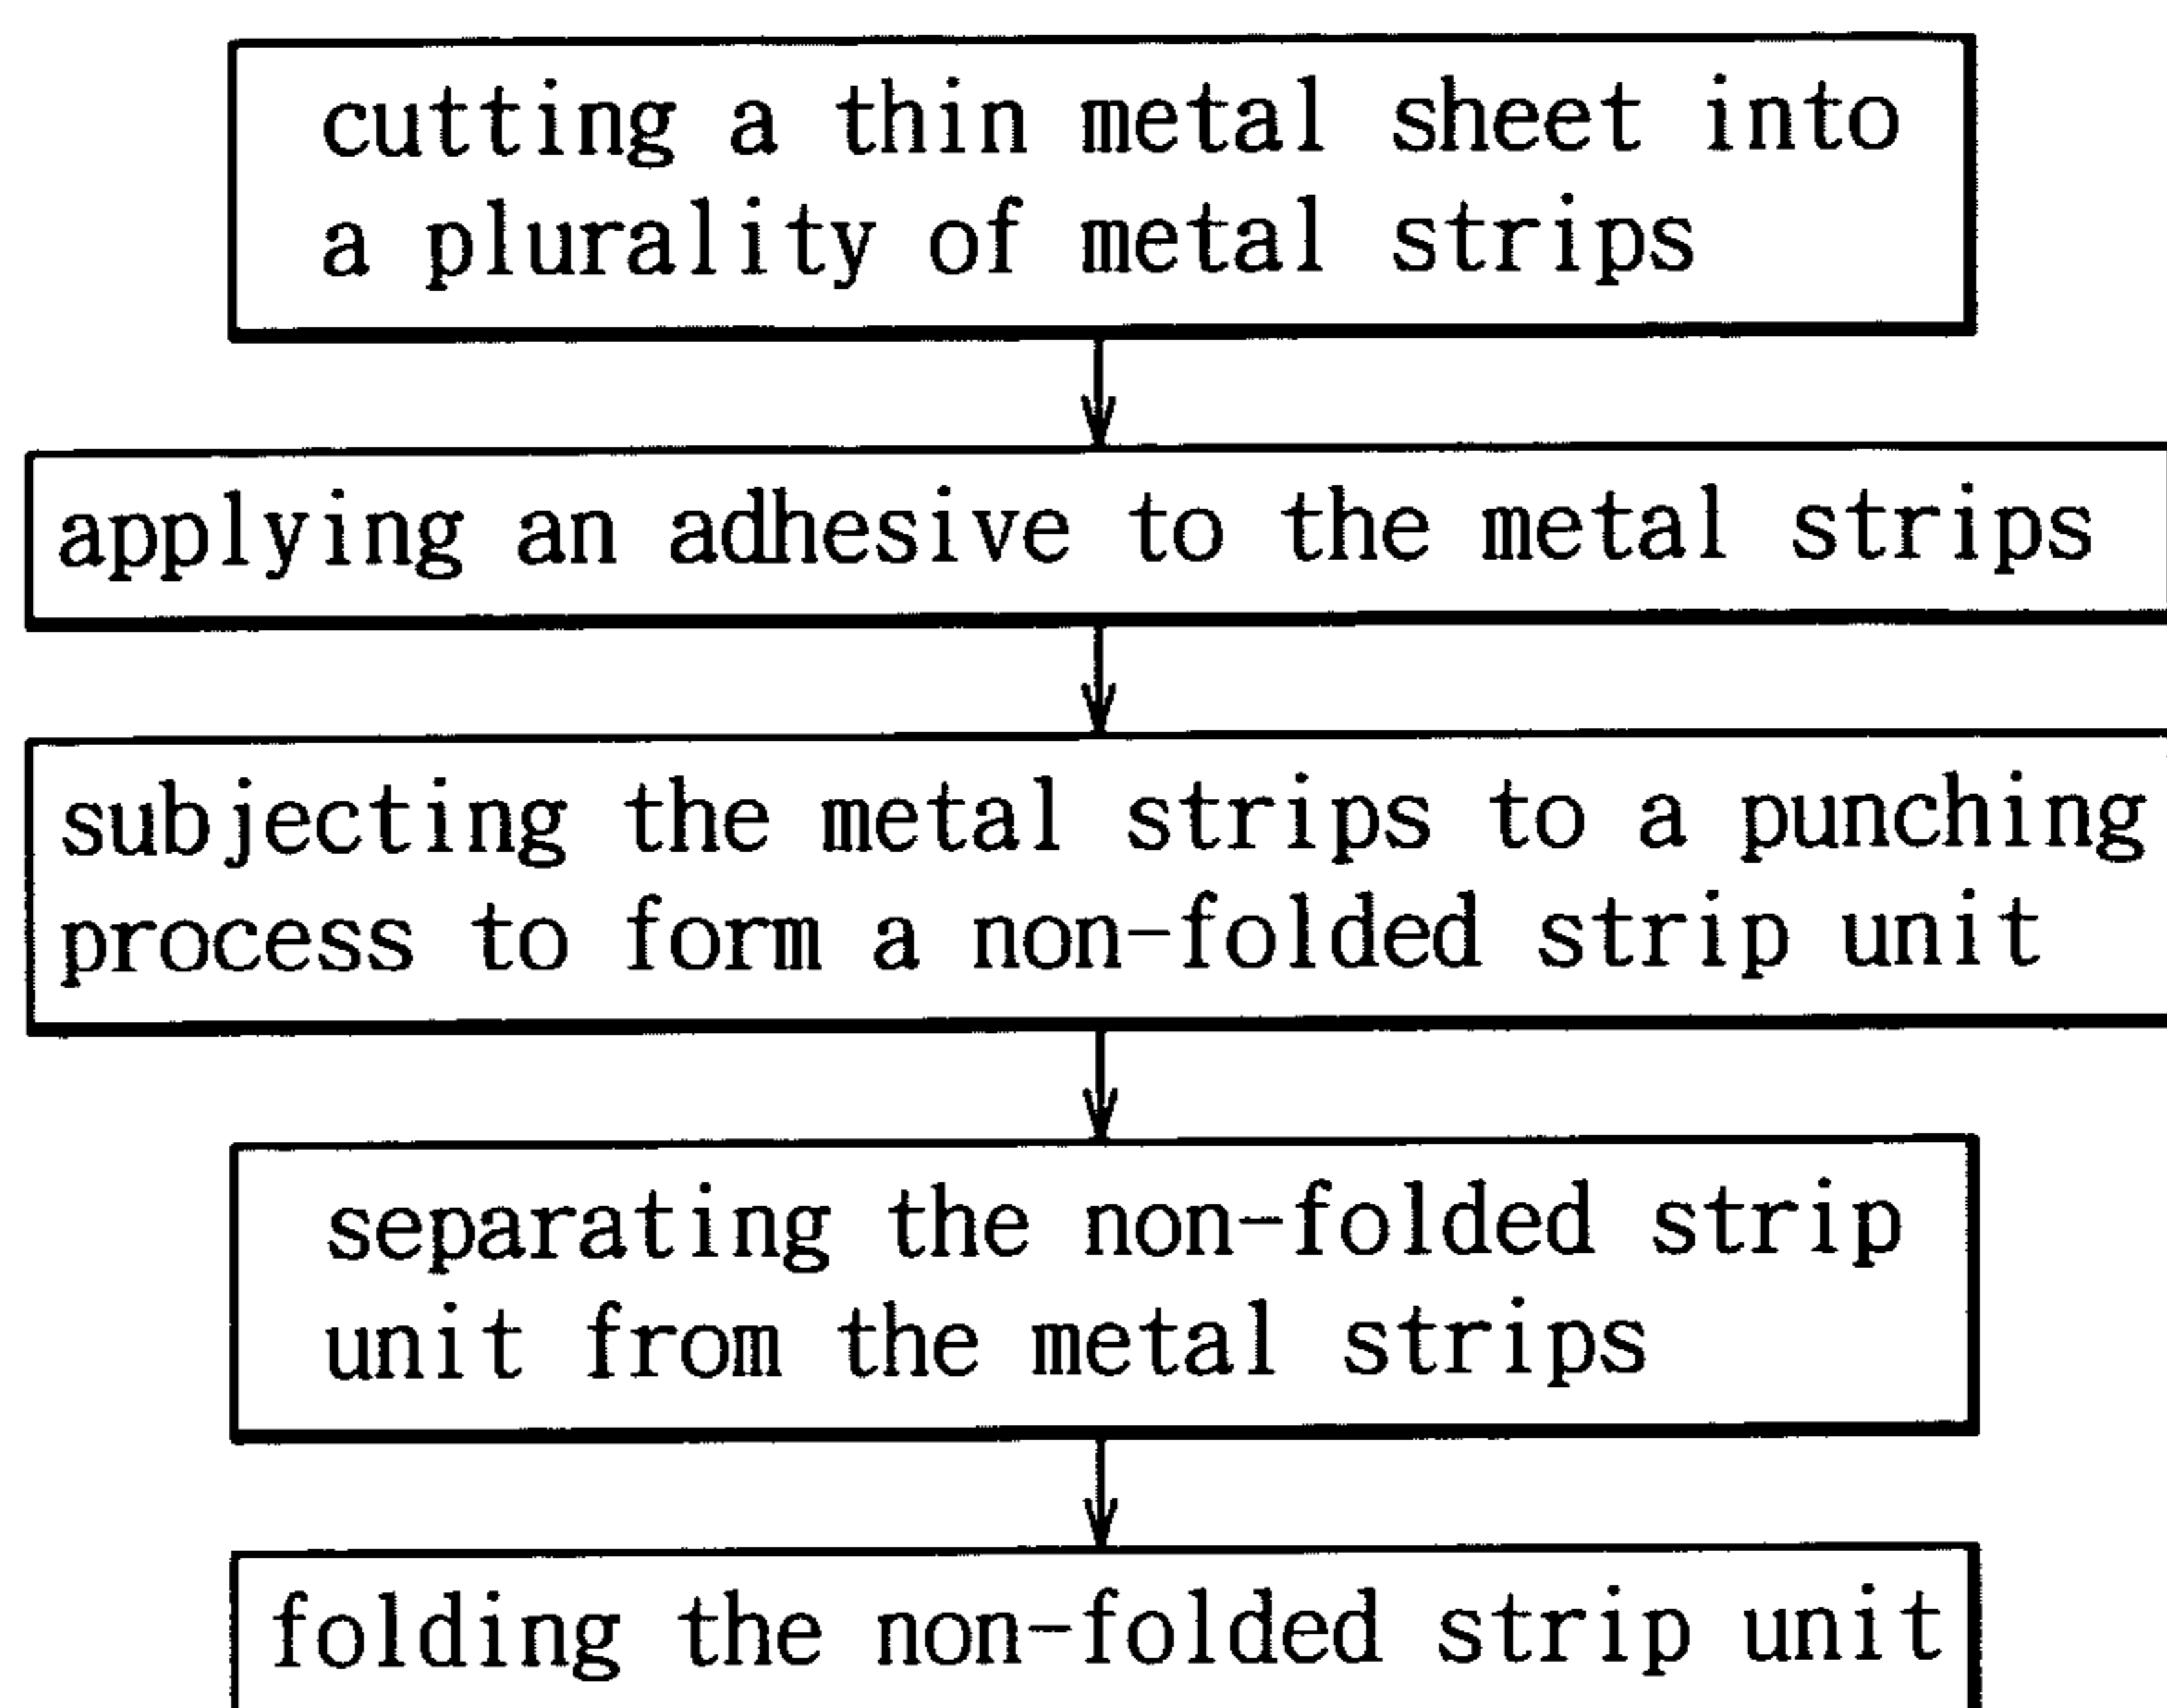 cutting a thin metal sheet into
a plurality of metal strips
applying an adhesive to the metal strips
subjecting the metal strips to a punching
process to form a non-folded strip unit
separating the non-folded strip
unit from the metal strips
folding the non-folded strip unit